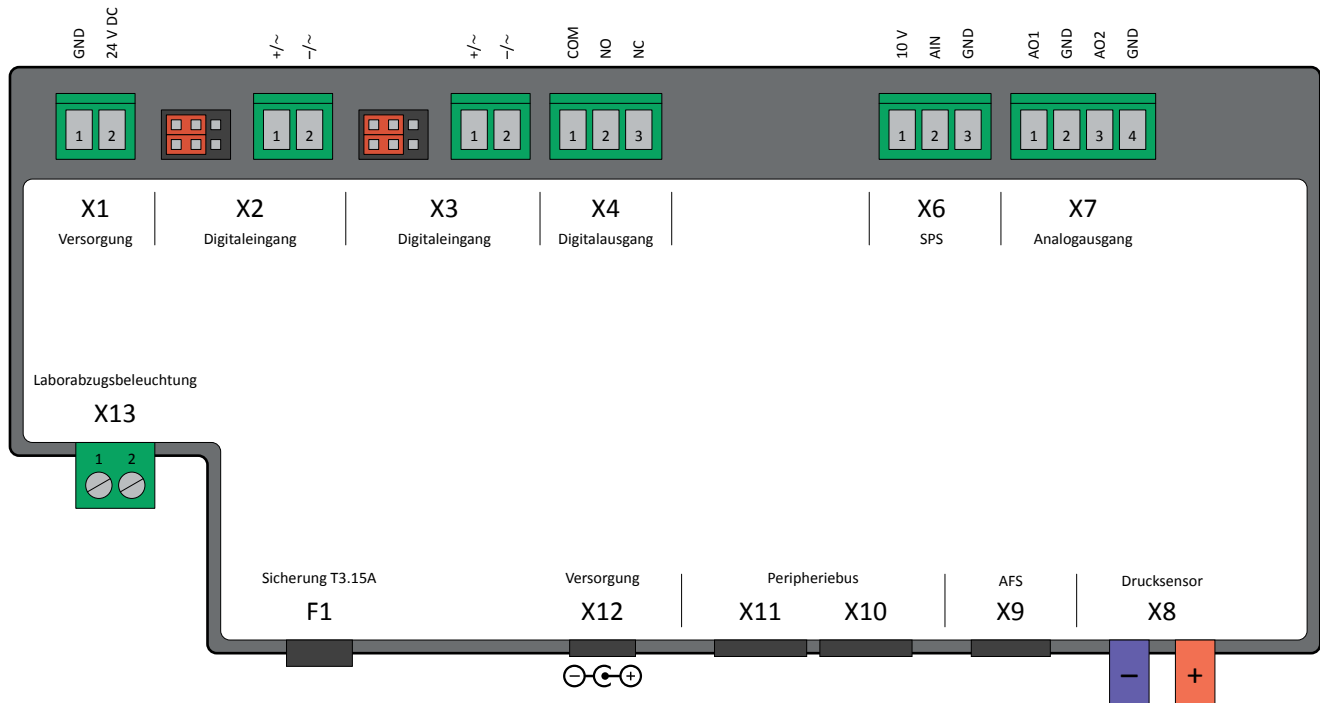 GND 24 V DC +/~ –/~ +/~ –/~ COM NO NC 10 V AIN GND AO1 GND AO2 GND
1 2 1 2 1 2 1 2 3 1 2 3 1 2 3 4
X1 X2 X3 X4 X6 X7
Versorgung Digitaleingang Digitaleingang Digitalausgang SPS Analogausgang
Laborabzugsbeleuchtung
X13
1 2
Sicherung T3.15A Versorgung Peripheriebus AFS Drucksensor
F1 X12 X11 X10 X9 X8
– + – +